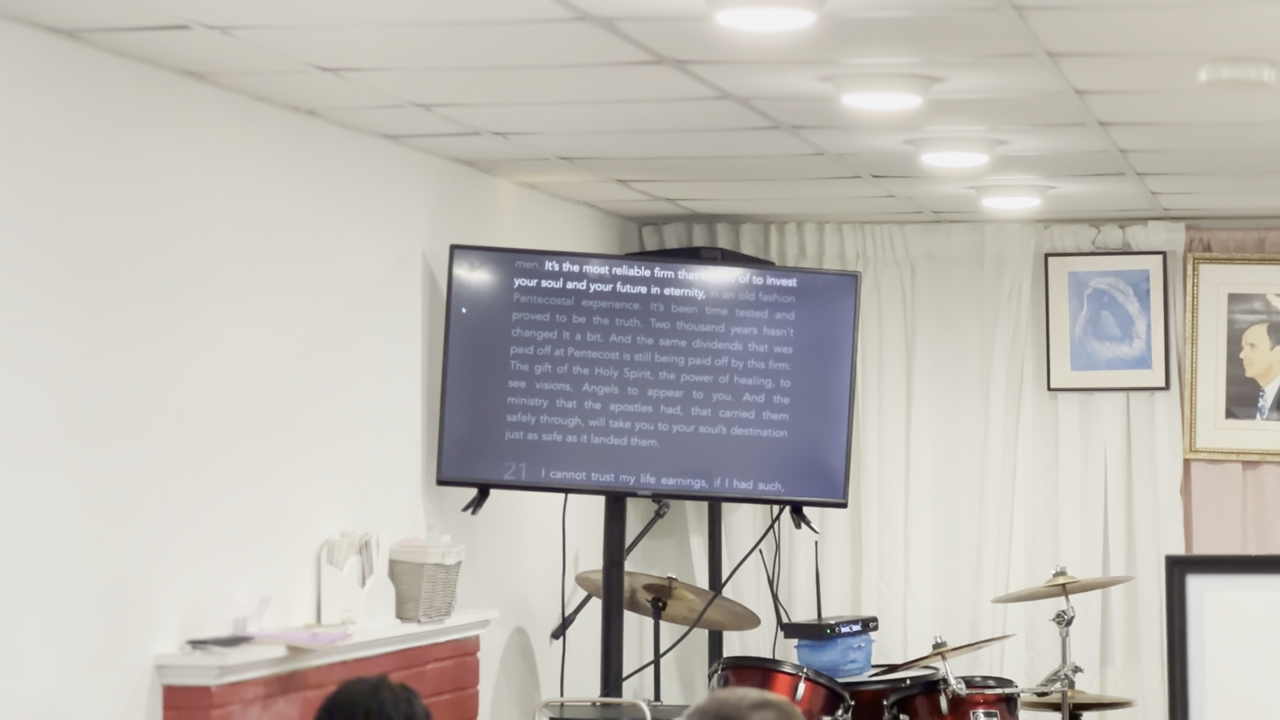 men. It's the most reliable firm that of to invest
your soul and your future in eternity, in an old fashion
Pentecostal experience. It's been time tested and
proved to be the truth. Two thousand years hasn't
changed It a bit. And the same dividends that was
paid off at Pentecost is still being paid off by this firm:
The gift of the Holy Spirit, the power of healing, to
see visions, Angels to appear to you. And the
ministry that the apostles had, that carried them
safely through, will take you to your soul's destination
just as safe as it landed them.
21 I cannot trust my life earnings, if I had such,